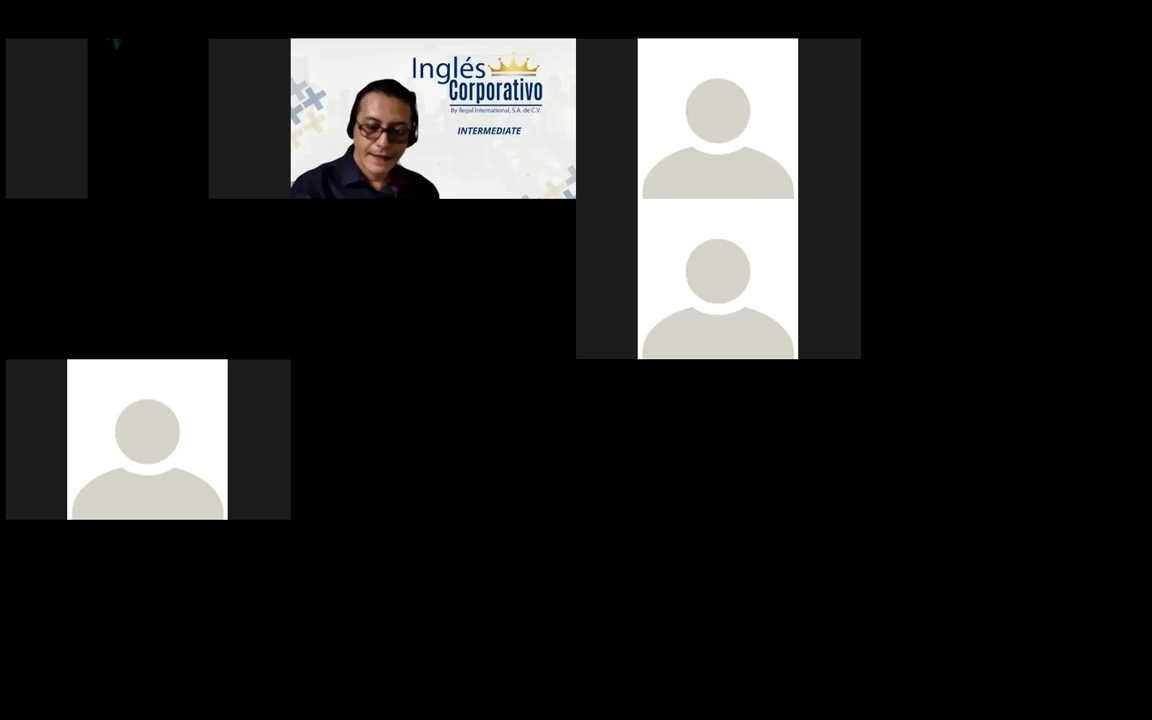 Inglés
Corporativo
By Regal International, S.A. de C.V.
INTERMEDIATE